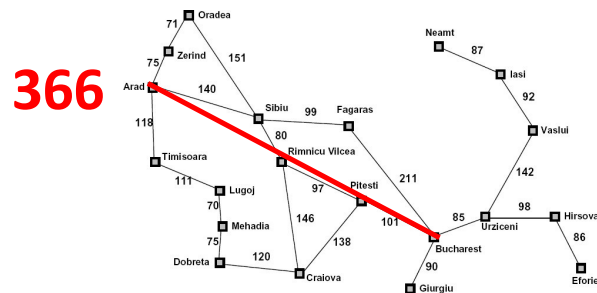 71
Oradea
Neamt
87
Zerind
75
151
Iasi
366
Arad
140
92
Sibiu
99
Fagaras
118
80
Vaslui
Rimnicu Vilcea
Timisoara
142
111
97
Pitesti
211
Lugoj
70
98
Hirsova
146
101
85
Urziceni
Mehadia
75
138
86
Bucharest
120
Dobreta
90
Craiova
Eforie
Giurgiu